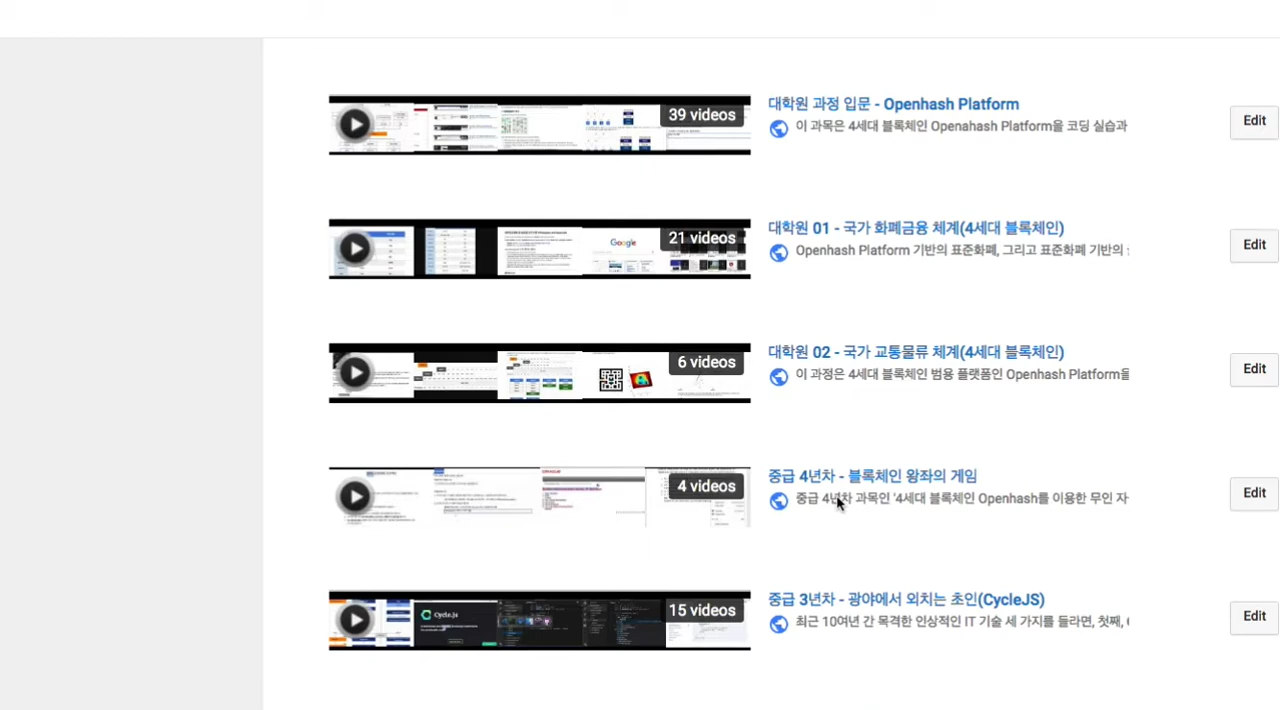 39 videos
대학원 과정 입문 - Openhash Platform
이 과목은 4세대 블록체인 Openahash Platform을 코딩 실습과
Edit
Google
21 videos
대학원 01 - 국가 화폐금융 체계(4세대 블록체인)
Openhash Platform 기반의 표준화폐, 그리고 표준화폐 기반의
Edit
6 videos
대학원 02 - 국가 교통물류 체계(4세대 블록체인)
이 과정은 4세대 블록체인 범용 플랫폼인 Openhash Platform을
Edit
4 videos
중급 4년차 - 블록체인 왕좌의 게임
중급 4년차 과목인 '4세대 블록체인 Openhash를 이용한 무인 자
Edit
Cycle.js
15 videos
중급 3년차 - 광야에서 외치는 초인(CycleJS)
최근 10여년 간 목격한 인상적인 IT 기술 세 가지를 들라면, 첫째,
Edit